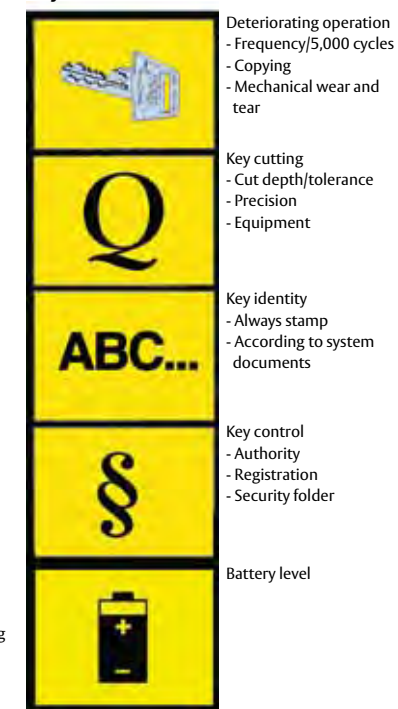 Deteriorating operation
- Frequency/5,000 cycles
- Copying
- Mechanical wear and
tear
Q
Key cutting
- Cut depth/tolerance
- Precision
- Equipment
ABC...
Key identity
- Always stamp
- According to system
documents
§
Key control
- Authority
- Registration
- Security folder
+
–
Battery level
g